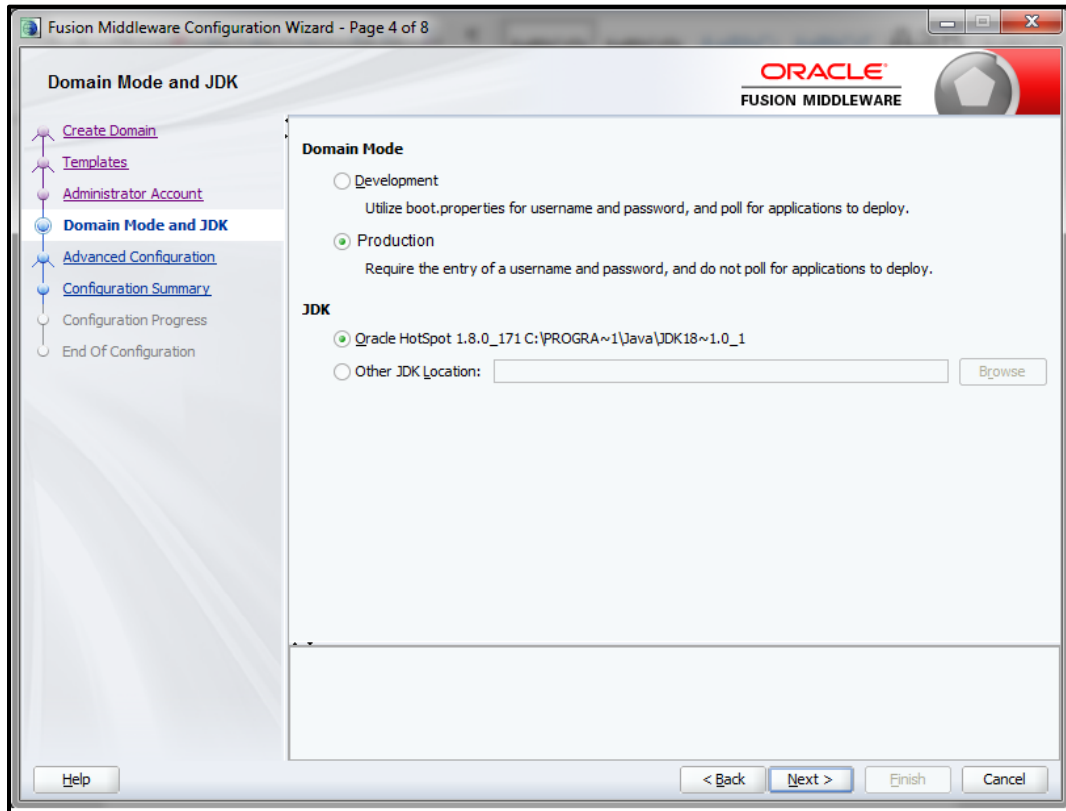 Fusion Middleware Configuration Wizard - Page 4 of 8
Domain Mode and JDK
ORACLE
FUSION MIDDLEWARE
Create Domain
Templates
Administrator Account
Domain Mode and JDK
Advanced Configuration
Configuration Summary
Configuration Progress
End Of Configuration
Domain Mode
Development
Utilize boot.properties for username and password, and poll for applications to deploy.
Production
Require the entry of a username and password, and do not poll for applications to deploy.
JDK
Oracle HotSpot 1.8.0_171 C:\PROGRA~1\Java\JDK18~1.0_1
Other JDK Location:
Browse
Help
< Back
Next >
Finish
Cancel